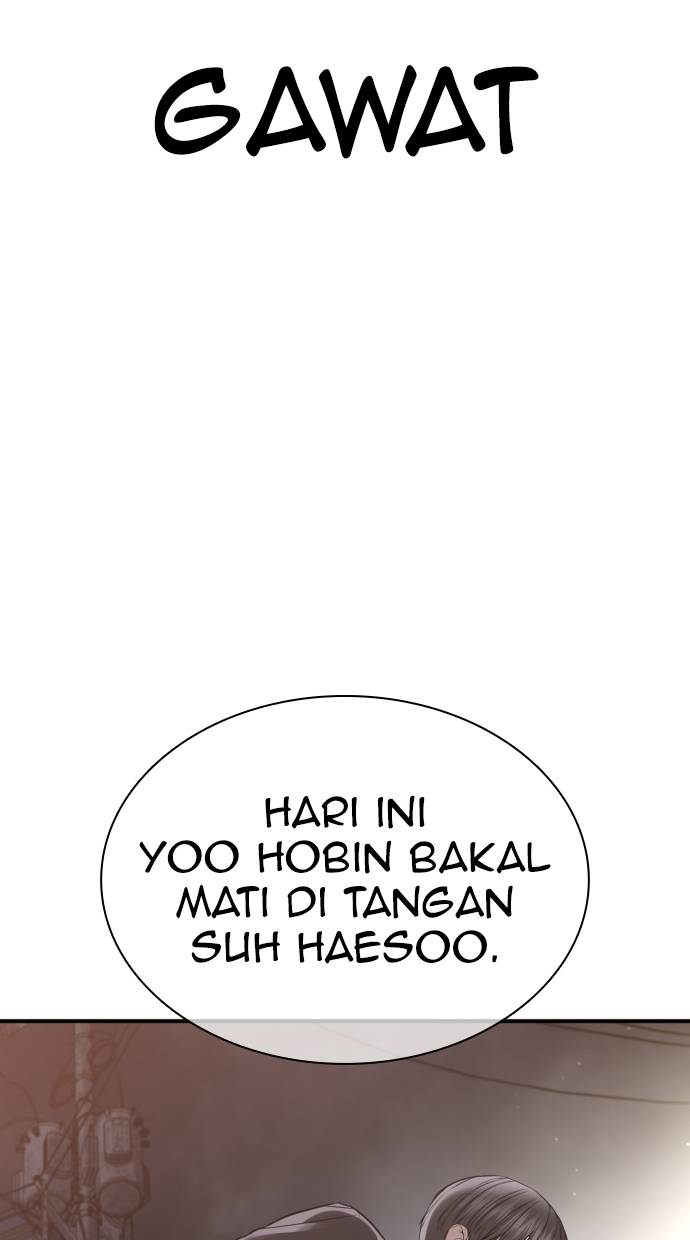 GAWAT
HARI INI
YOO HOBIN BAKAL
MATI DI TANGAN
SUH HAESOO.